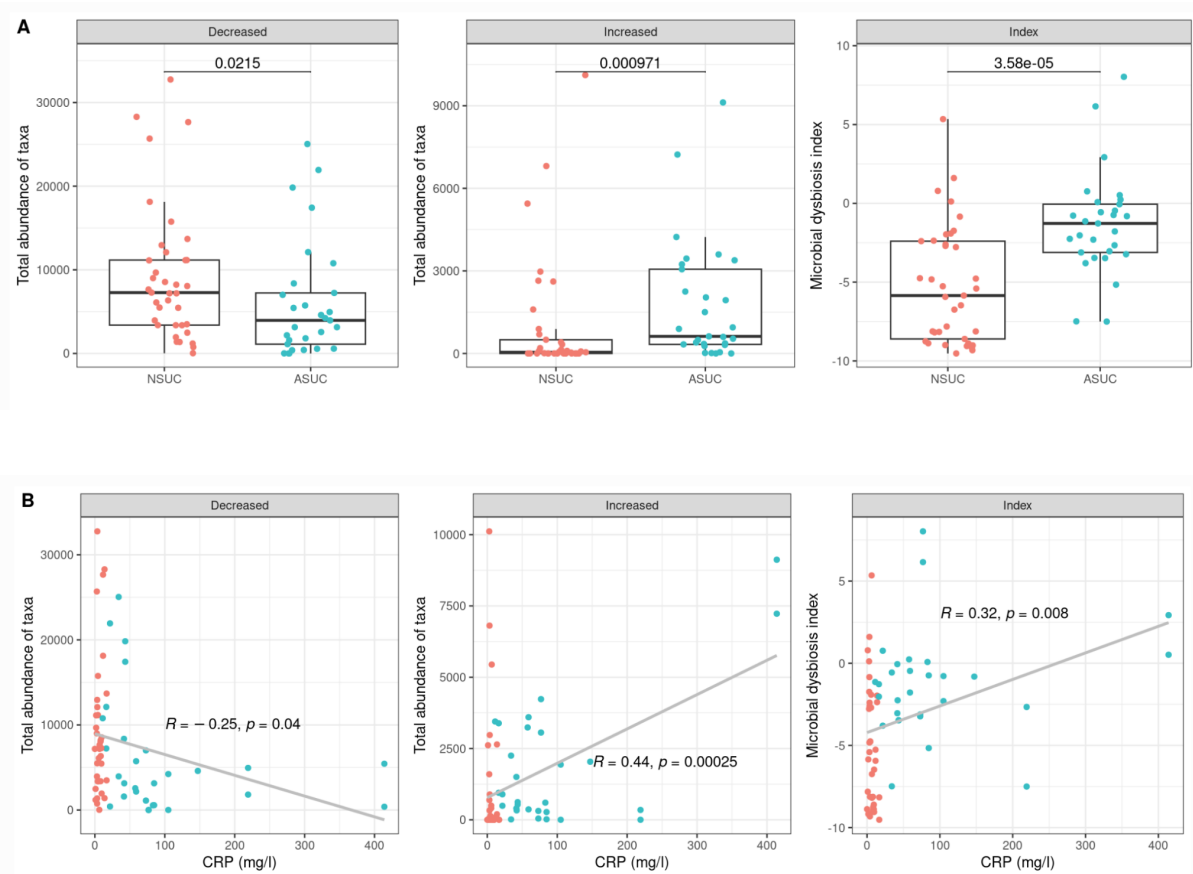 A
Decreased
Increased
Index
0.0215
0.000971
3.58e-05
Total abundance of taxa
30000
20000
10000
0
NSUC
ASUC
Total abundance of taxa
9000
6000
3000
0
NSUC
ASUC
Microbial dysbiosis index
10
5
0
-5
-10
NSUC
ASUC
B
Decreased
Increased
Index
Total abundance of taxa
30000
20000
10000
0
R = − 0.25, p = 0.04
0
100
200
300
400
CRP (mg/l)
Total abundance of taxa
10000
7500
5000
2500
0
R = 0.44, p = 0.00025
0
100
200
300
400
CRP (mg/l)
Microbial dysbiosis index
5
0
-5
-10
R = 0.32, p = 0.008
0
100
200
300
400
CRP (mg/l)